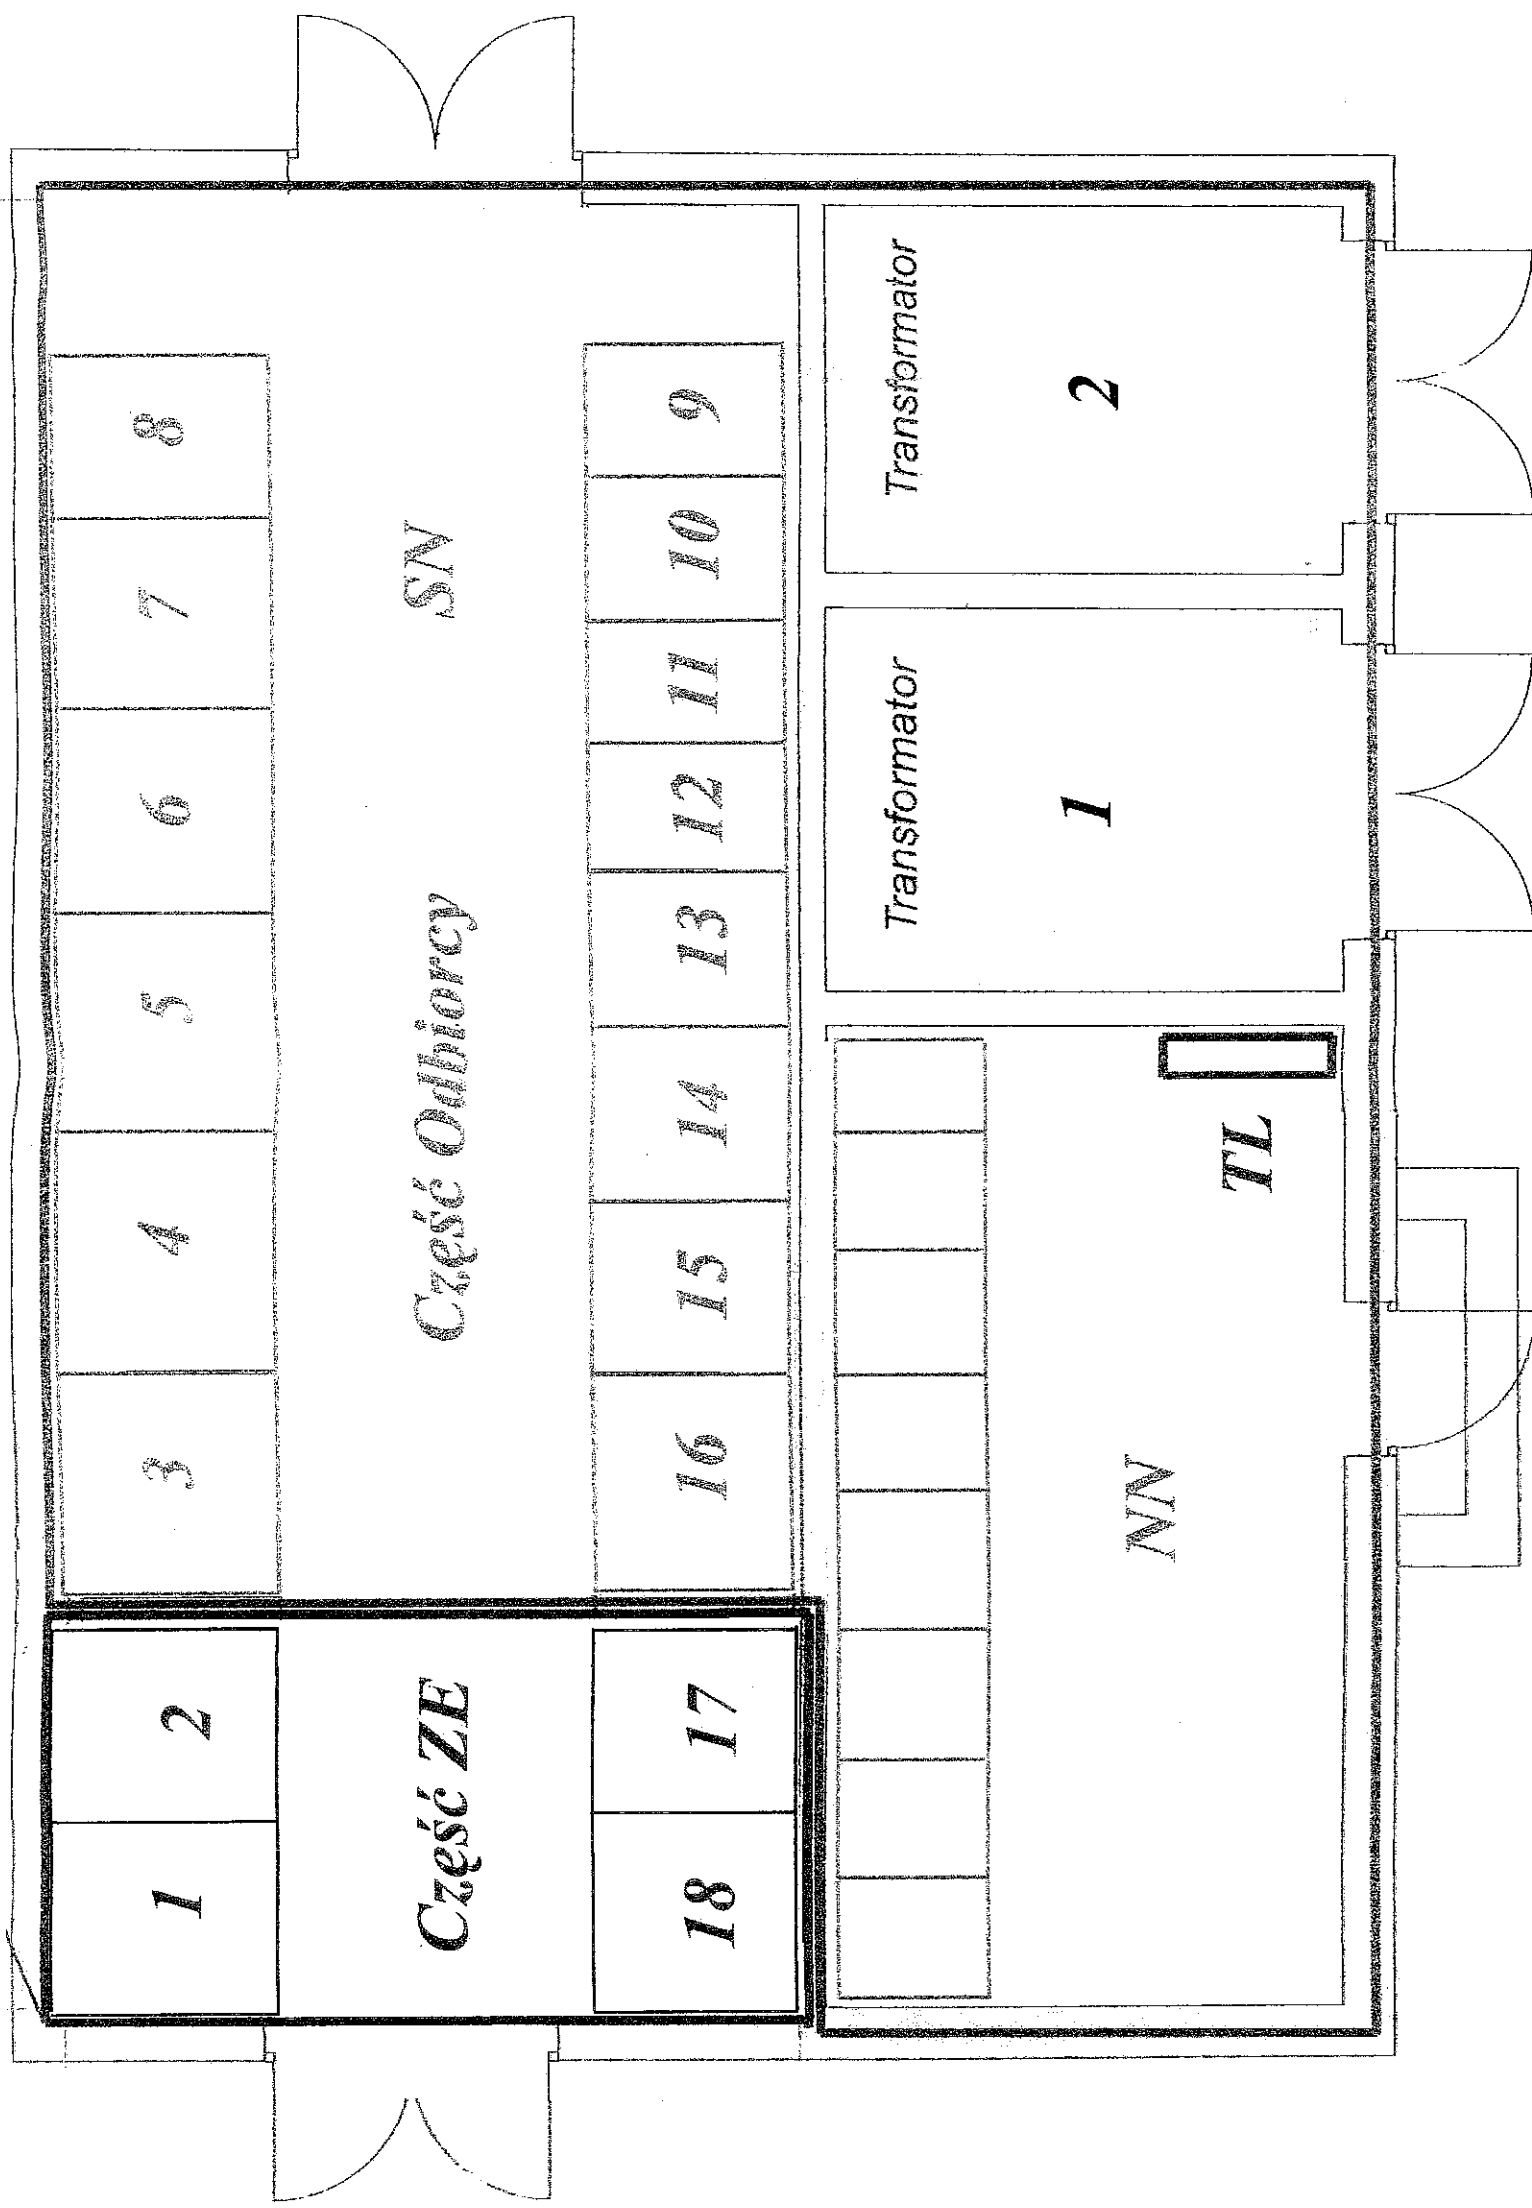 1 2 3 4 5 6 7 8
Część ZE Część Odbiorcy SN
18 17 16 15 14 13 12 11 10 9
Transformator Transformator
1 2
NN
TL